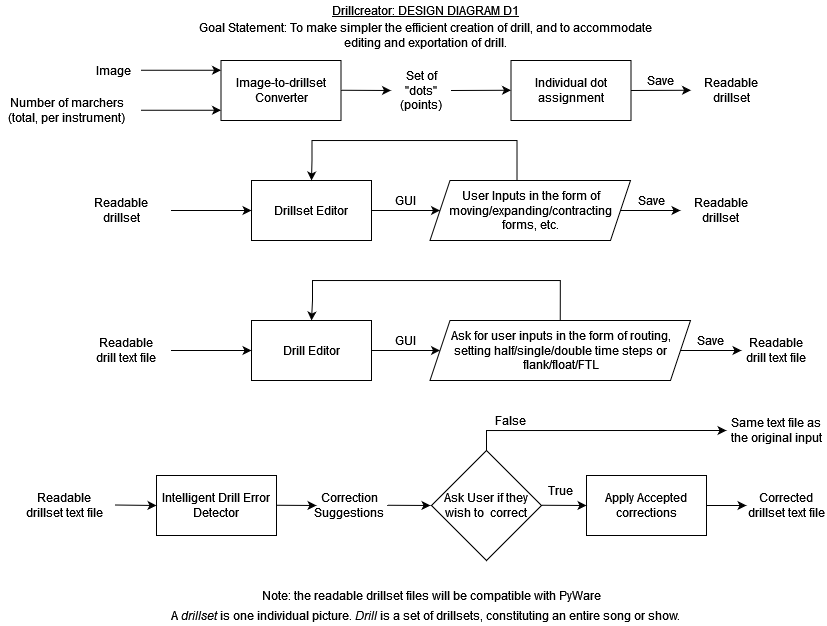 Drillcreator: DESIGN DIAGRAM D1
Goal Statement: To make simpler the efficient creation of drill, and to accommodate
editing and exportation of drill.
Image
Number of marchers
(total, per instrument)
Image-to-drillset
Converter
Set of
"dots"
(points)
Individual dot
assignment
Save
Readable
drillset
Readable
drillset
Drillset Editor
GUI
User Inputs in the form of
moving/expanding/contracting
forms, etc.
Save
Readable
drillset
Readable
drill text file
Drill Editor
GUI
Ask for user inputs in the form of routing,
setting half/single/double time steps or
flank/float/FTL
Save
Readable
drill text file
Readable
drillset text file
Intelligent Drill Error
Detector
Correction
Suggestions
Ask User if they
wish to correct
False
Same text file as
the original input
True
Apply Accepted
corrections
Corrected
drillset text file
Note: the readable drillset files will be compatible with PyWare
A drillset is one individual picture. Drill is a set of drillsets, constituting an entire song or show.